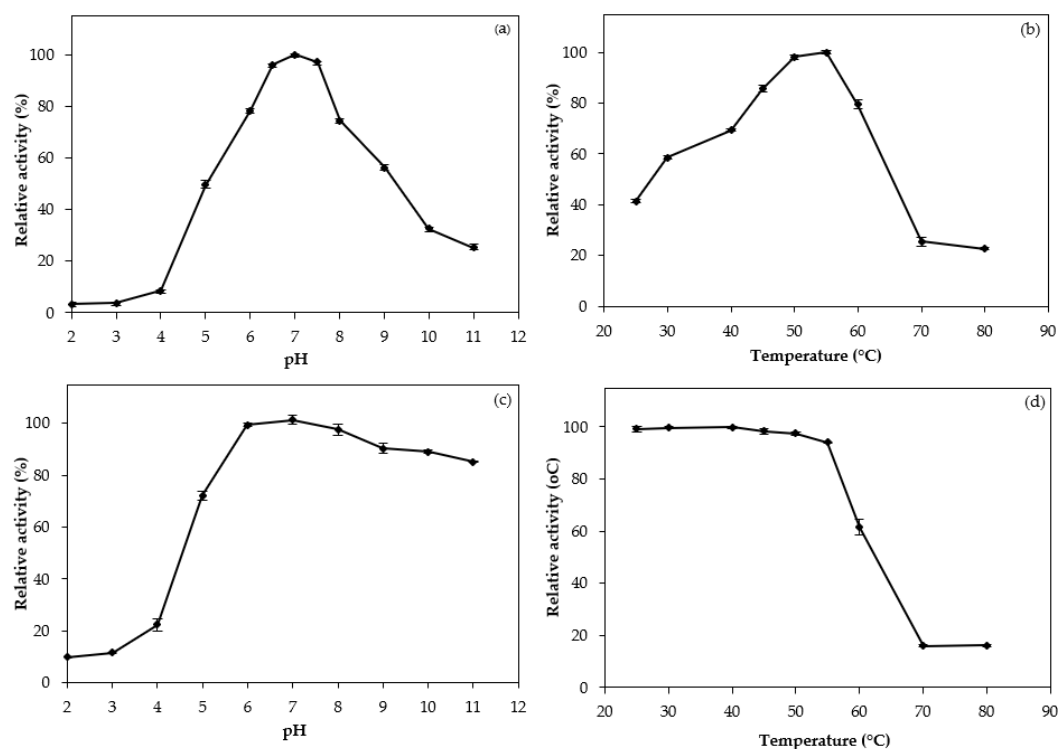 (a)
Relative activity (%)
100
80
60
40
20
0
2 3 4 5 6 7 8 9 10 11 12
pH
(b)
Relative activity (%)
100
80
60
40
20
0
20 30 40 50 60 70 80 90
Temperature (°C)
(c)
Relative activity (%)
100
80
60
40
20
0
2 3 4 5 6 7 8 9 10 11 12
pH
(d)
Relative activity (oC)
100
80
60
40
20
0
20 30 40 50 60 70 80 90
Temperature (°C)